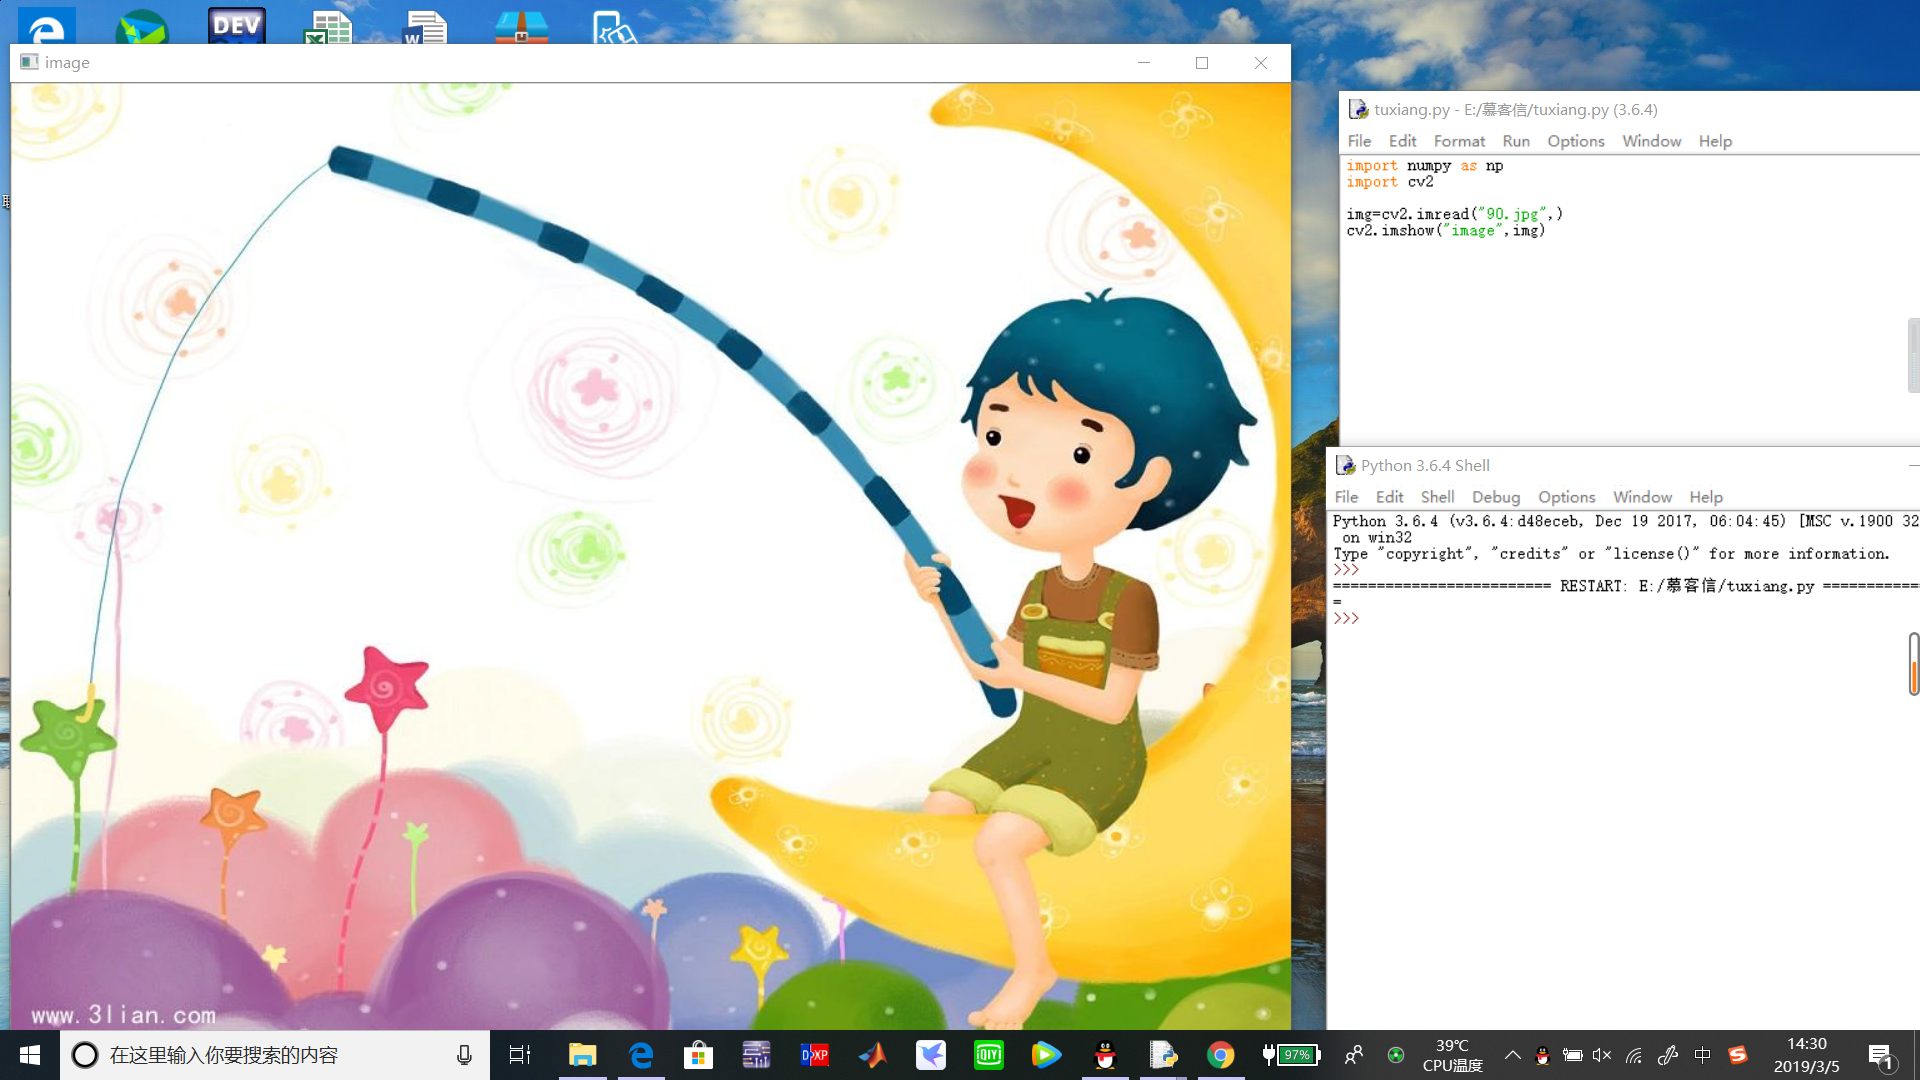 DEV
image
www.3lian.com
tuxiang.py - E:/慕客信/tuxiang.py (3.6.4)
File Edit Format Run Options Window Help
import numpy as np
import cv2
img=cv2.imread("90.jpg",)
cv2.imshow("image",img)
Python 3.6.4 Shell
File Edit Shell Debug Options Window Help
Python 3.6.4 (v3.6.4:d48eceb, Dec 19 2017, 06:04:45) [MSC v.1900 32
on win32
Type "copyright", "credits" or "license()" for more information.
>>>
========================= RESTART: E:/慕客信/tuxiang.py ============
=
>>>
在这里输入你要搜索的内容
DXP
QIY
97%
39℃
CPU温度
中
14:30
2019/3/5
1